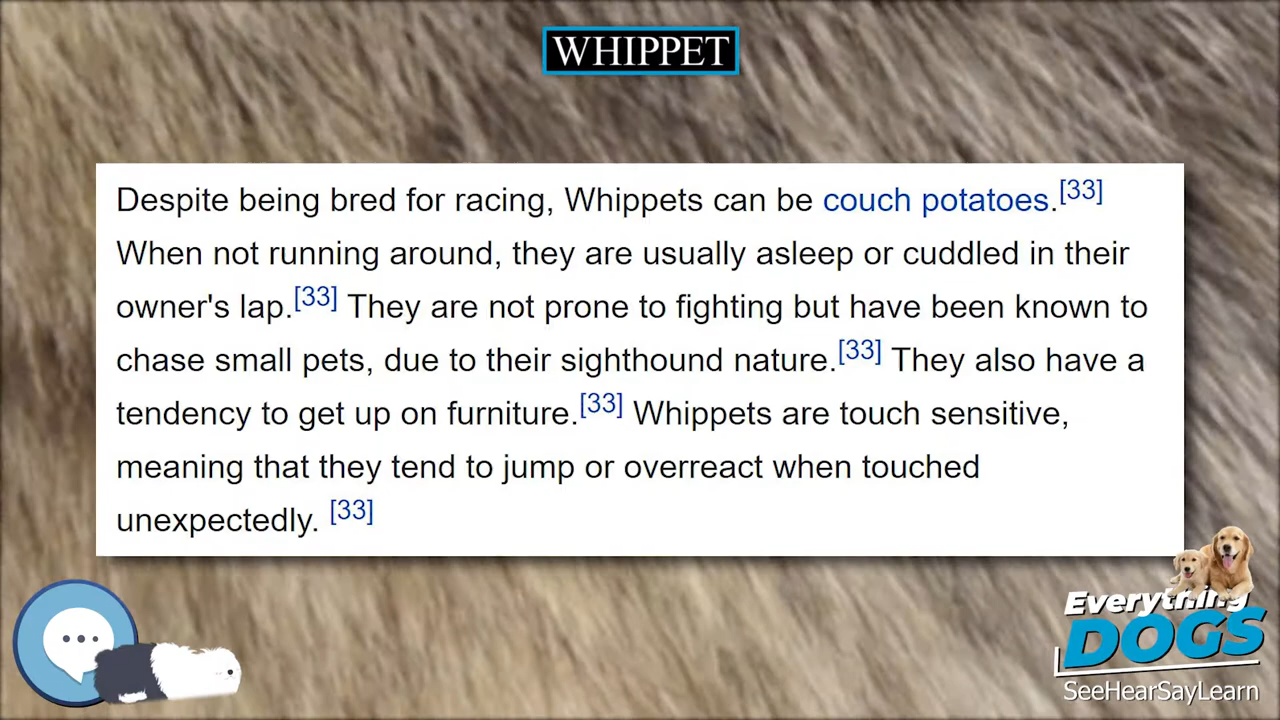 WHIPPET
Despite being bred for racing, Whippets can be couch potatoes.[33]
When not running around, they are usually asleep or cuddled in their
owner's lap.[33] They are not prone to fighting but have been known to
chase small pets, due to their sighthound nature.[33] They also have a
tendency to get up on furniture.[33] Whippets are touch sensitive,
meaning that they tend to jump or overreact when touched
unexpectedly. [33]
Everything
DOGS
SeeHearSayLearn